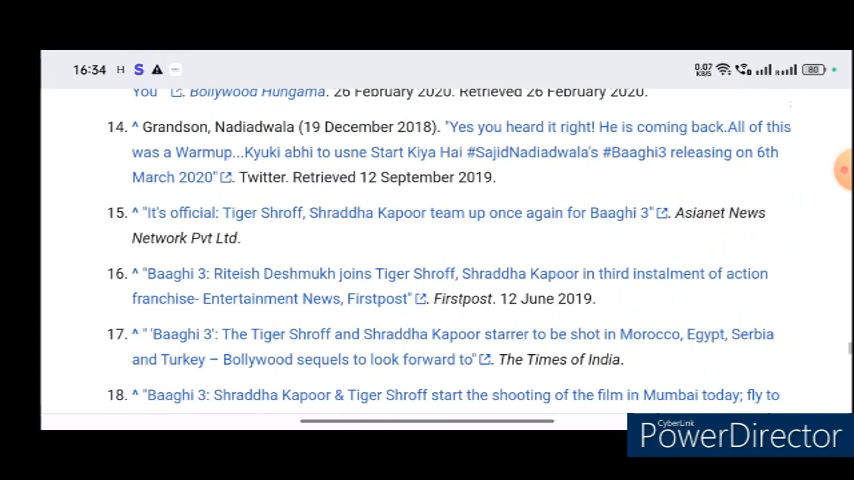 16:34 H S 0.07 KB/S 80
You" Bollywood Hungama. 26 February 2020. Retrieved 26 February 2020.
14. ^ Grandson, Nadiadwala (19 December 2018). "Yes you heard it right! He is coming back.All of this
was a Warmup...Kyuki abhi to usne Start Kiya Hai #SajidNadiadwala's #Baaghi3 releasing on 6th
March 2020". Twitter. Retrieved 12 September 2019.
15. ^ "It's official: Tiger Shroff, Shraddha Kapoor team up once again for Baaghi 3". Asianet News
Network Pvt Ltd.
16. ^ "Baaghi 3: Riteish Deshmukh joins Tiger Shroff, Shraddha Kapoor in third instalment of action
franchise- Entertainment News, Firstpost". Firstpost. 12 June 2019.
17. ^ " 'Baaghi 3': The Tiger Shroff and Shraddha Kapoor starrer to be shot in Morocco, Egypt, Serbia
and Turkey – Bollywood sequels to look forward to". The Times of India.
18. ^ "Baaghi 3: Shraddha Kapoor & Tiger Shroff start the shooting of the film in Mumbai today; fly to
CyberLink
PowerDirector